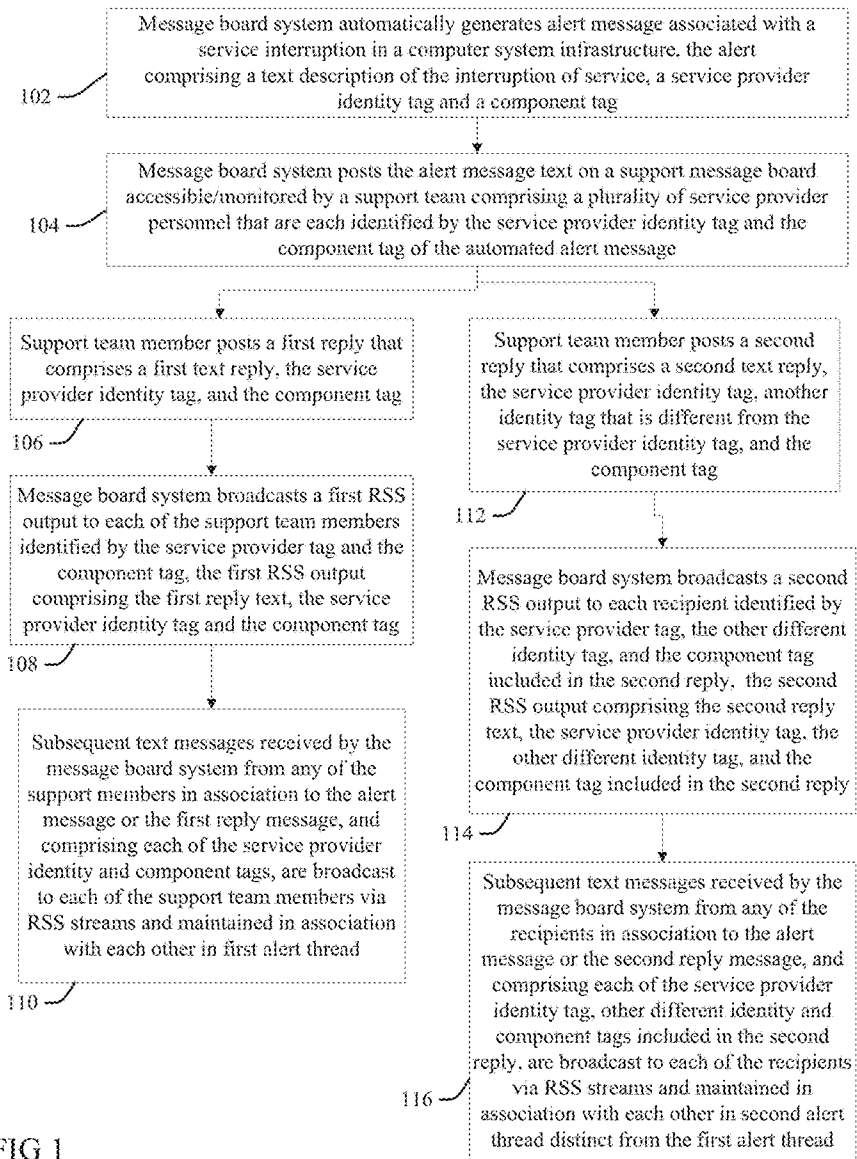 Message board system automatically generates alert message associated with a
service interruption in a computer system infrastructure, the alert
comprising a text description of the interruption of service, a service provider
identity tag and a component tag
102
Message board system posts the alert message text on a support message board
accessible/monitored by a support team comprising a plurality of service provider
personnel that are each identified by the service provider identity tag and the
component tag of the automated alert message
104
Support team member posts a first reply that
comprises a first text reply, the service
provider identity tag, and the component tag
106
Message board system broadcasts a first RSS
output to each of the support team members
identified by the service provider tag and the
component tag, the first RSS output
comprising the first reply text, the service
provider identity tag and the component tag
108
Subsequent text messages received by the
message board system from any of the
support members in association to the alert
message or the first reply message, and
comprising each of the service provider
identity and component tags, are broadcast
to each of the support team members via
RSS streams and maintained in association
with each other in first alert thread
110
Support team member posts a second
reply that comprises a second text reply,
the service provider identity tag, another
identity tag that is different from the
service provider identity tag, and the
component tag
112
Message board system broadcasts a second
RSS output to each recipient identified by
the service provider tag, the other different
identity tag, and the component tag
included in the second reply, the second
RSS output comprising the second reply
text, the service provider identity tag, the
other different identity tag, and the
component tag included in the second reply
114
Subsequent text messages received by the
message board system from any of the
recipients in association to the alert
message or the second reply message, and
comprising each of the service provider
identity tag, other different identity and
component tags included in the second
reply, are broadcast to each of the recipients
via RSS streams and maintained in
association with each other in second alert
thread distinct from the first alert thread
116
FIG 1